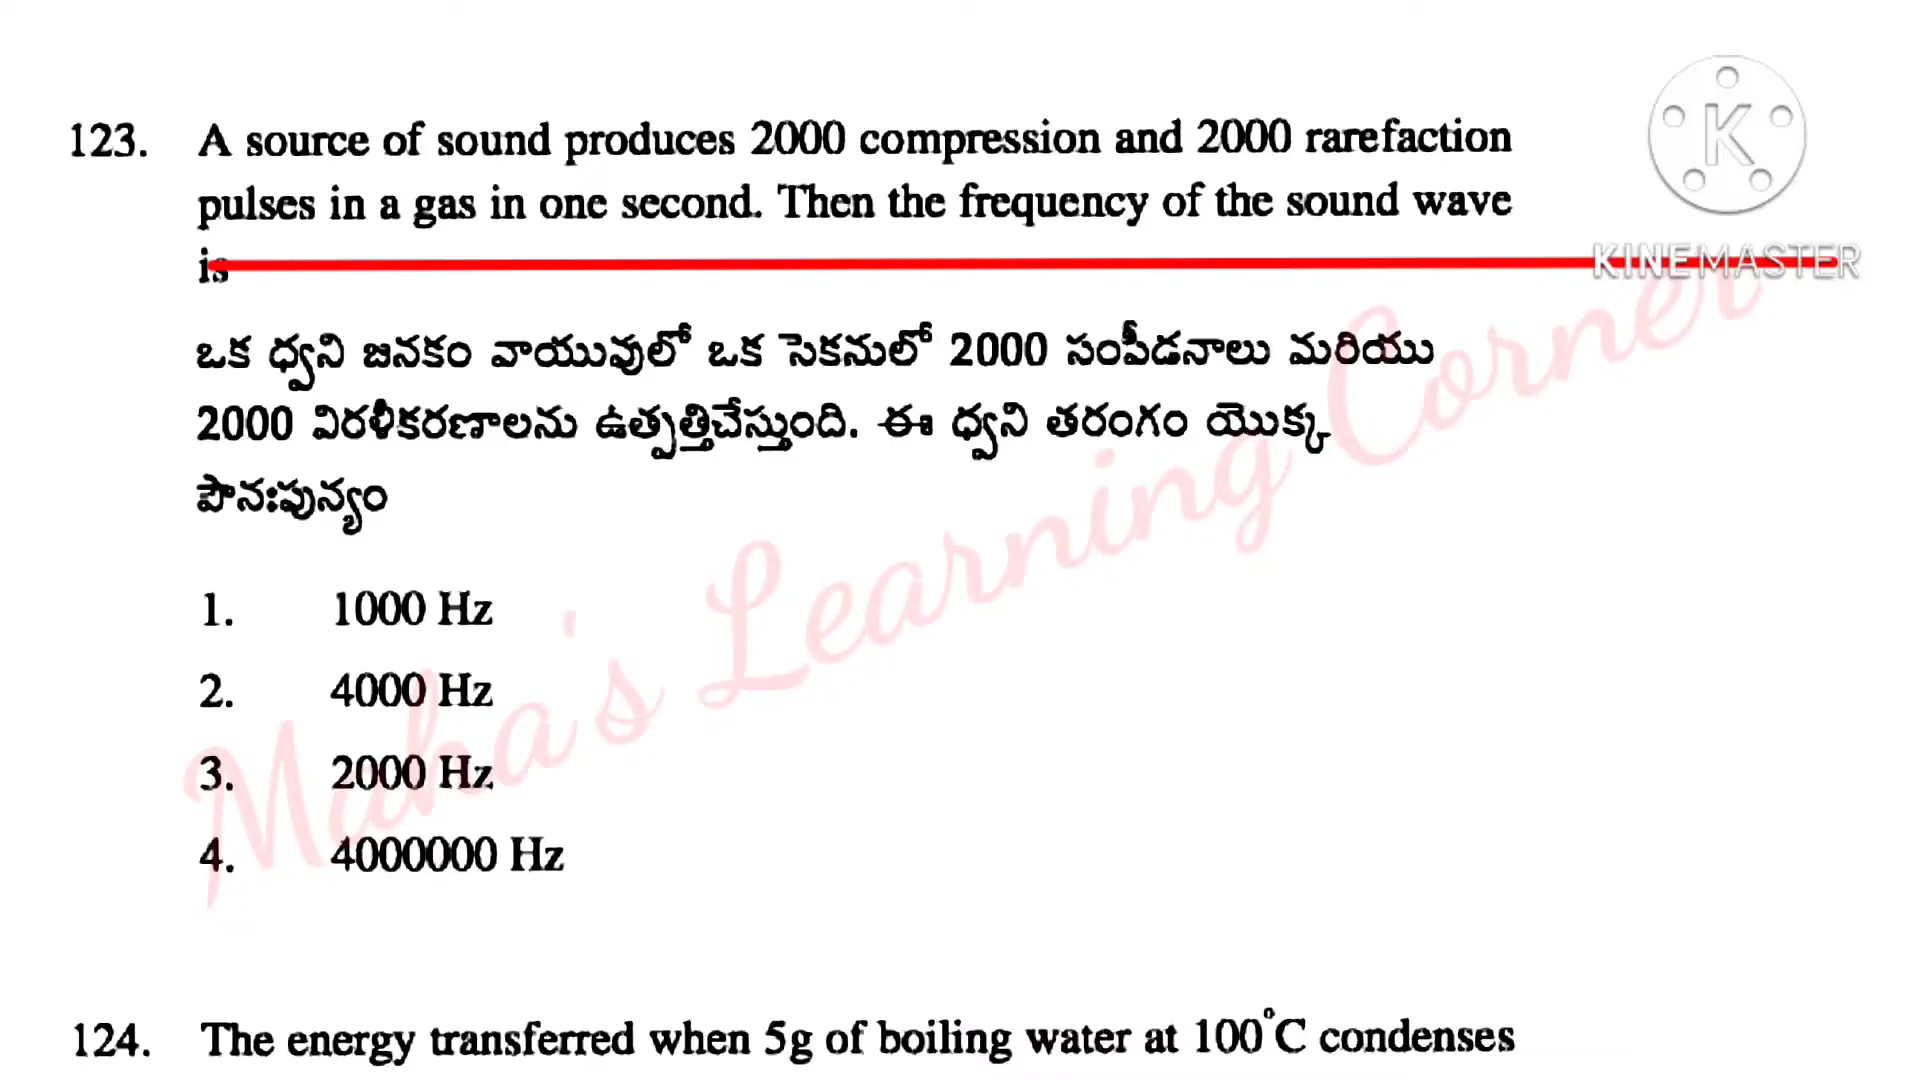 123. A source of sound produces 2000 compression and 2000 rarefaction
pulses in a gas in one second. Then the frequency of the sound wave
is
KINEMASTER
ఒక ధ్వని జనకం వాయువులో ఒక సెకనులో 2000 సంపీడనాలు మరియు
2000 విరళీకరణాలను ఉత్పత్తిచేస్తుంది. ఈ ధ్వని తరంగం యొక్క
పౌనఃపున్యం
1. 1000 Hz
2. 4000 Hz
3. 2000 Hz
4. 4000000 Hz
Maha's Learning Corner
124. The energy transferred when 5g of boiling water at 100°C condenses